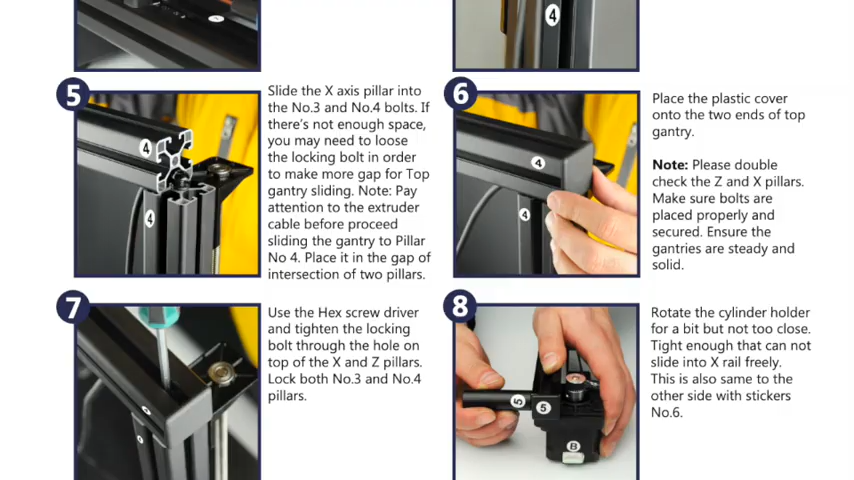 4
5
Slide the X axis pillar into
the No.3 and No.4 bolts. If
there's not enough space,
you may need to loose
the locking bolt in order
to make more gap for Top
gantry sliding. Note: Pay
attention to the extruder
cable before proceed
sliding the gantry to Pillar
No 4. Place it in the gap of
intersection of two pillars.
4
4
6
Place the plastic cover
onto the two ends of top
gantry.
Note: Please double
check the Z and X pillars.
Make sure bolts are
placed properly and
secured. Ensure the
gantries are steady and
solid.
4
4
7
Use the Hex screw driver
and tighten the locking
bolt through the hole on
top of the X and Z pillars.
Lock both No.3 and No.4
pillars.
8
Rotate the cylinder holder
for a bit but not too close.
Tight enough that can not
slide into X rail freely.
This is also same to the
other side with stickers
No.6.
5
5